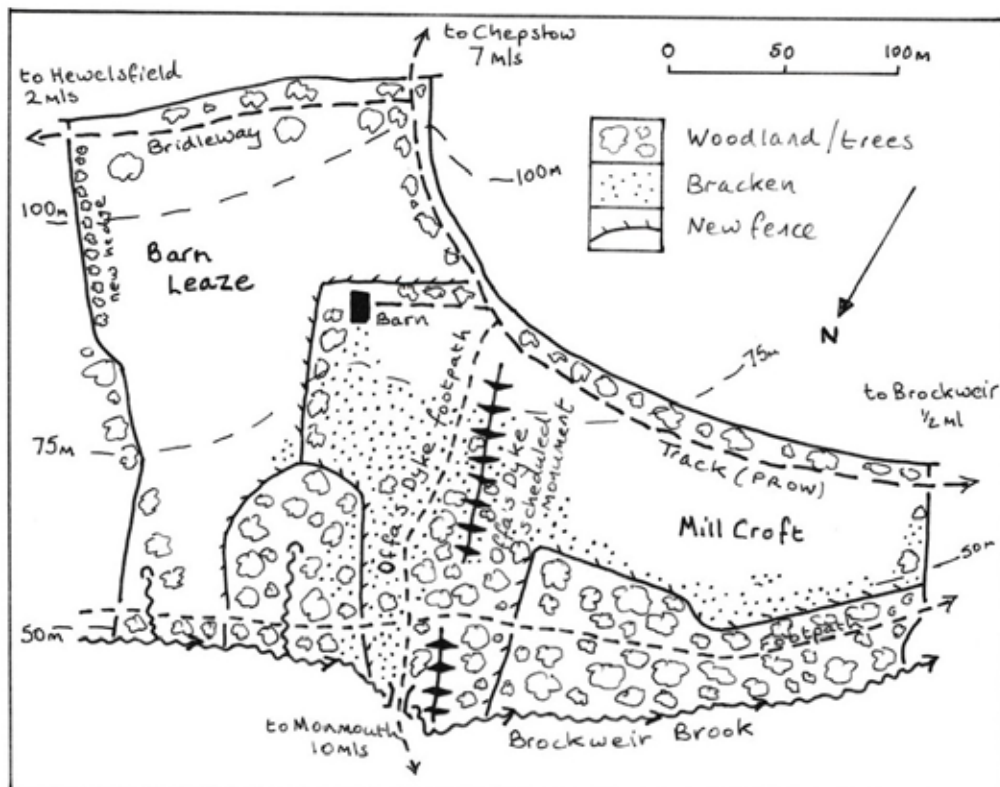 to Chepstow
7 mls
0 50 100m
to Hewelsfield
2 mls
Bridleway
Woodland/trees
Bracken
New fence
100m
100m
new hedge
Barn
Leaze
Barn
N
75m
to Brockweir
1/2 ml
Offa's Dyke footpath
Offa's Dyke
scheduled
monument
75m
Track (PROW)
Mill Croft
50m
50m
Footpath
to Monmouth
10 mls
Brockweir Brook